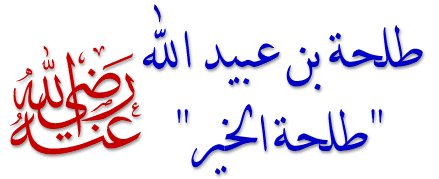 طلحة بن عبيد الله
رضي الله عنه
"طلحة الخير"